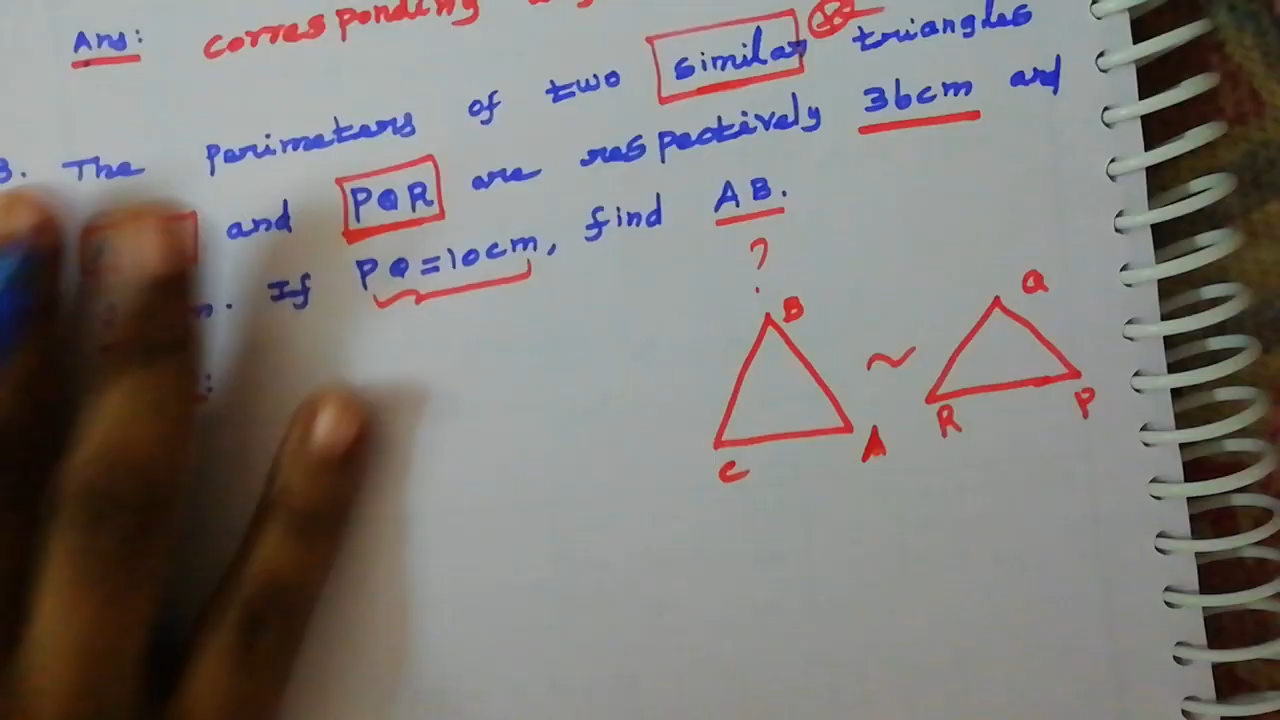 Ans: corresponding
3. The perimeters of two similar triangles
and PQR are respectively 36cm and
If PQ=10cm, find AB.
?
B Q
~
C A R P